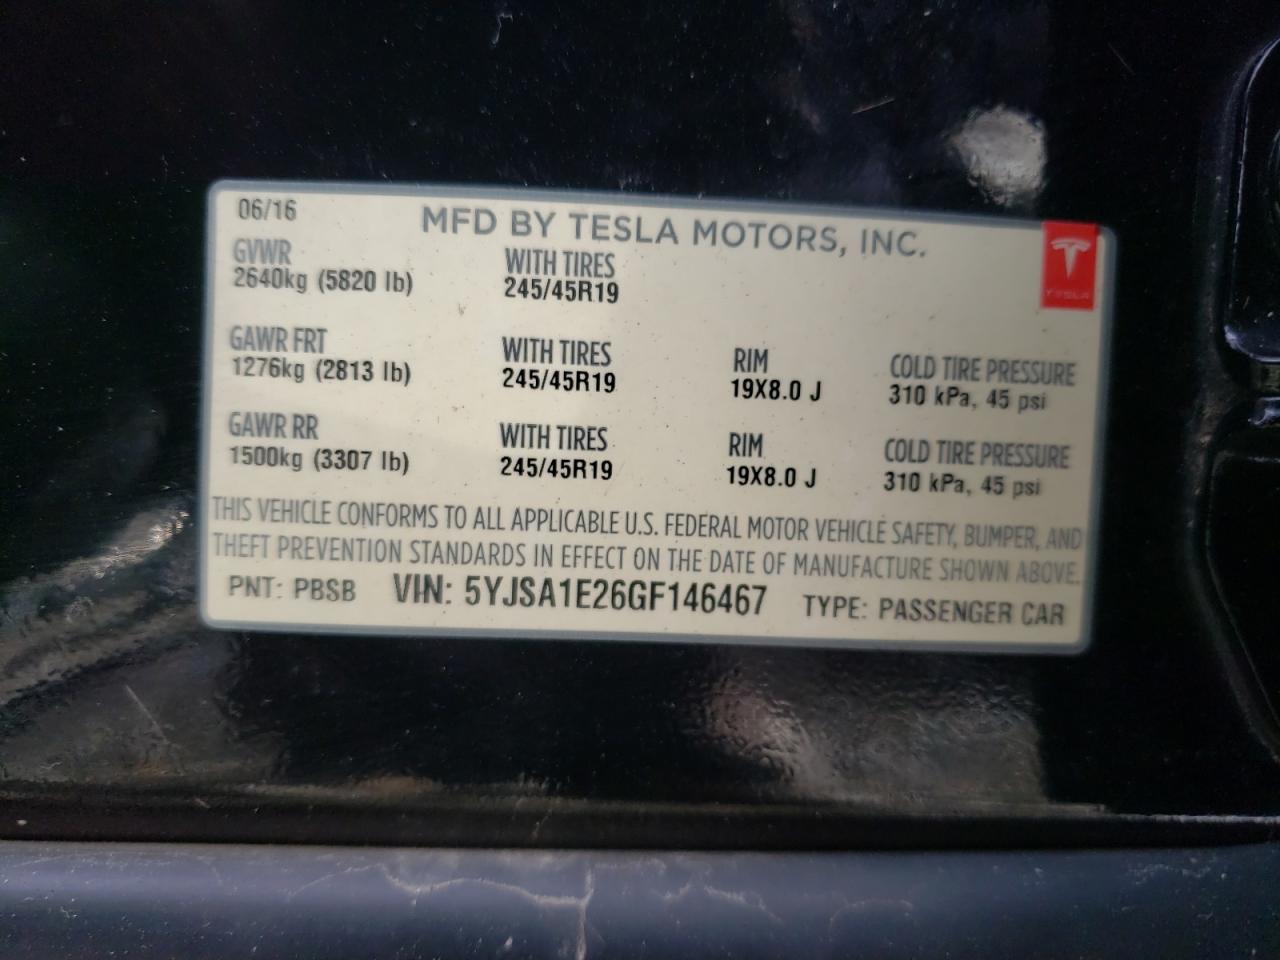 06/16
MFD BY TESLA MOTORS, INC.
GVWR WITH TIRES
2640kg (5820 lb) 245/45R19
TESLA
GAWR FRT WITH TIRES RIM COLD TIRE PRESSURE
1276kg (2813 lb) 245/45R19 19X8.0 J 310 kPa, 45 psi
GAWR RR WITH TIRES RIM COLD TIRE PRESSURE
1500kg (3307 lb) 245/45R19 19X8.0 J 310 kPa, 45 psi
THIS VEHICLE CONFORMS TO ALL APPLICABLE U.S. FEDERAL MOTOR VEHICLE SAFETY, BUMPER, AND
THEFT PREVENTION STANDARDS IN EFFECT ON THE DATE OF MANUFACTURE SHOWN ABOVE.
PNT: PBSB VIN: 5YJSA1E26GF146467 TYPE: PASSENGER CAR